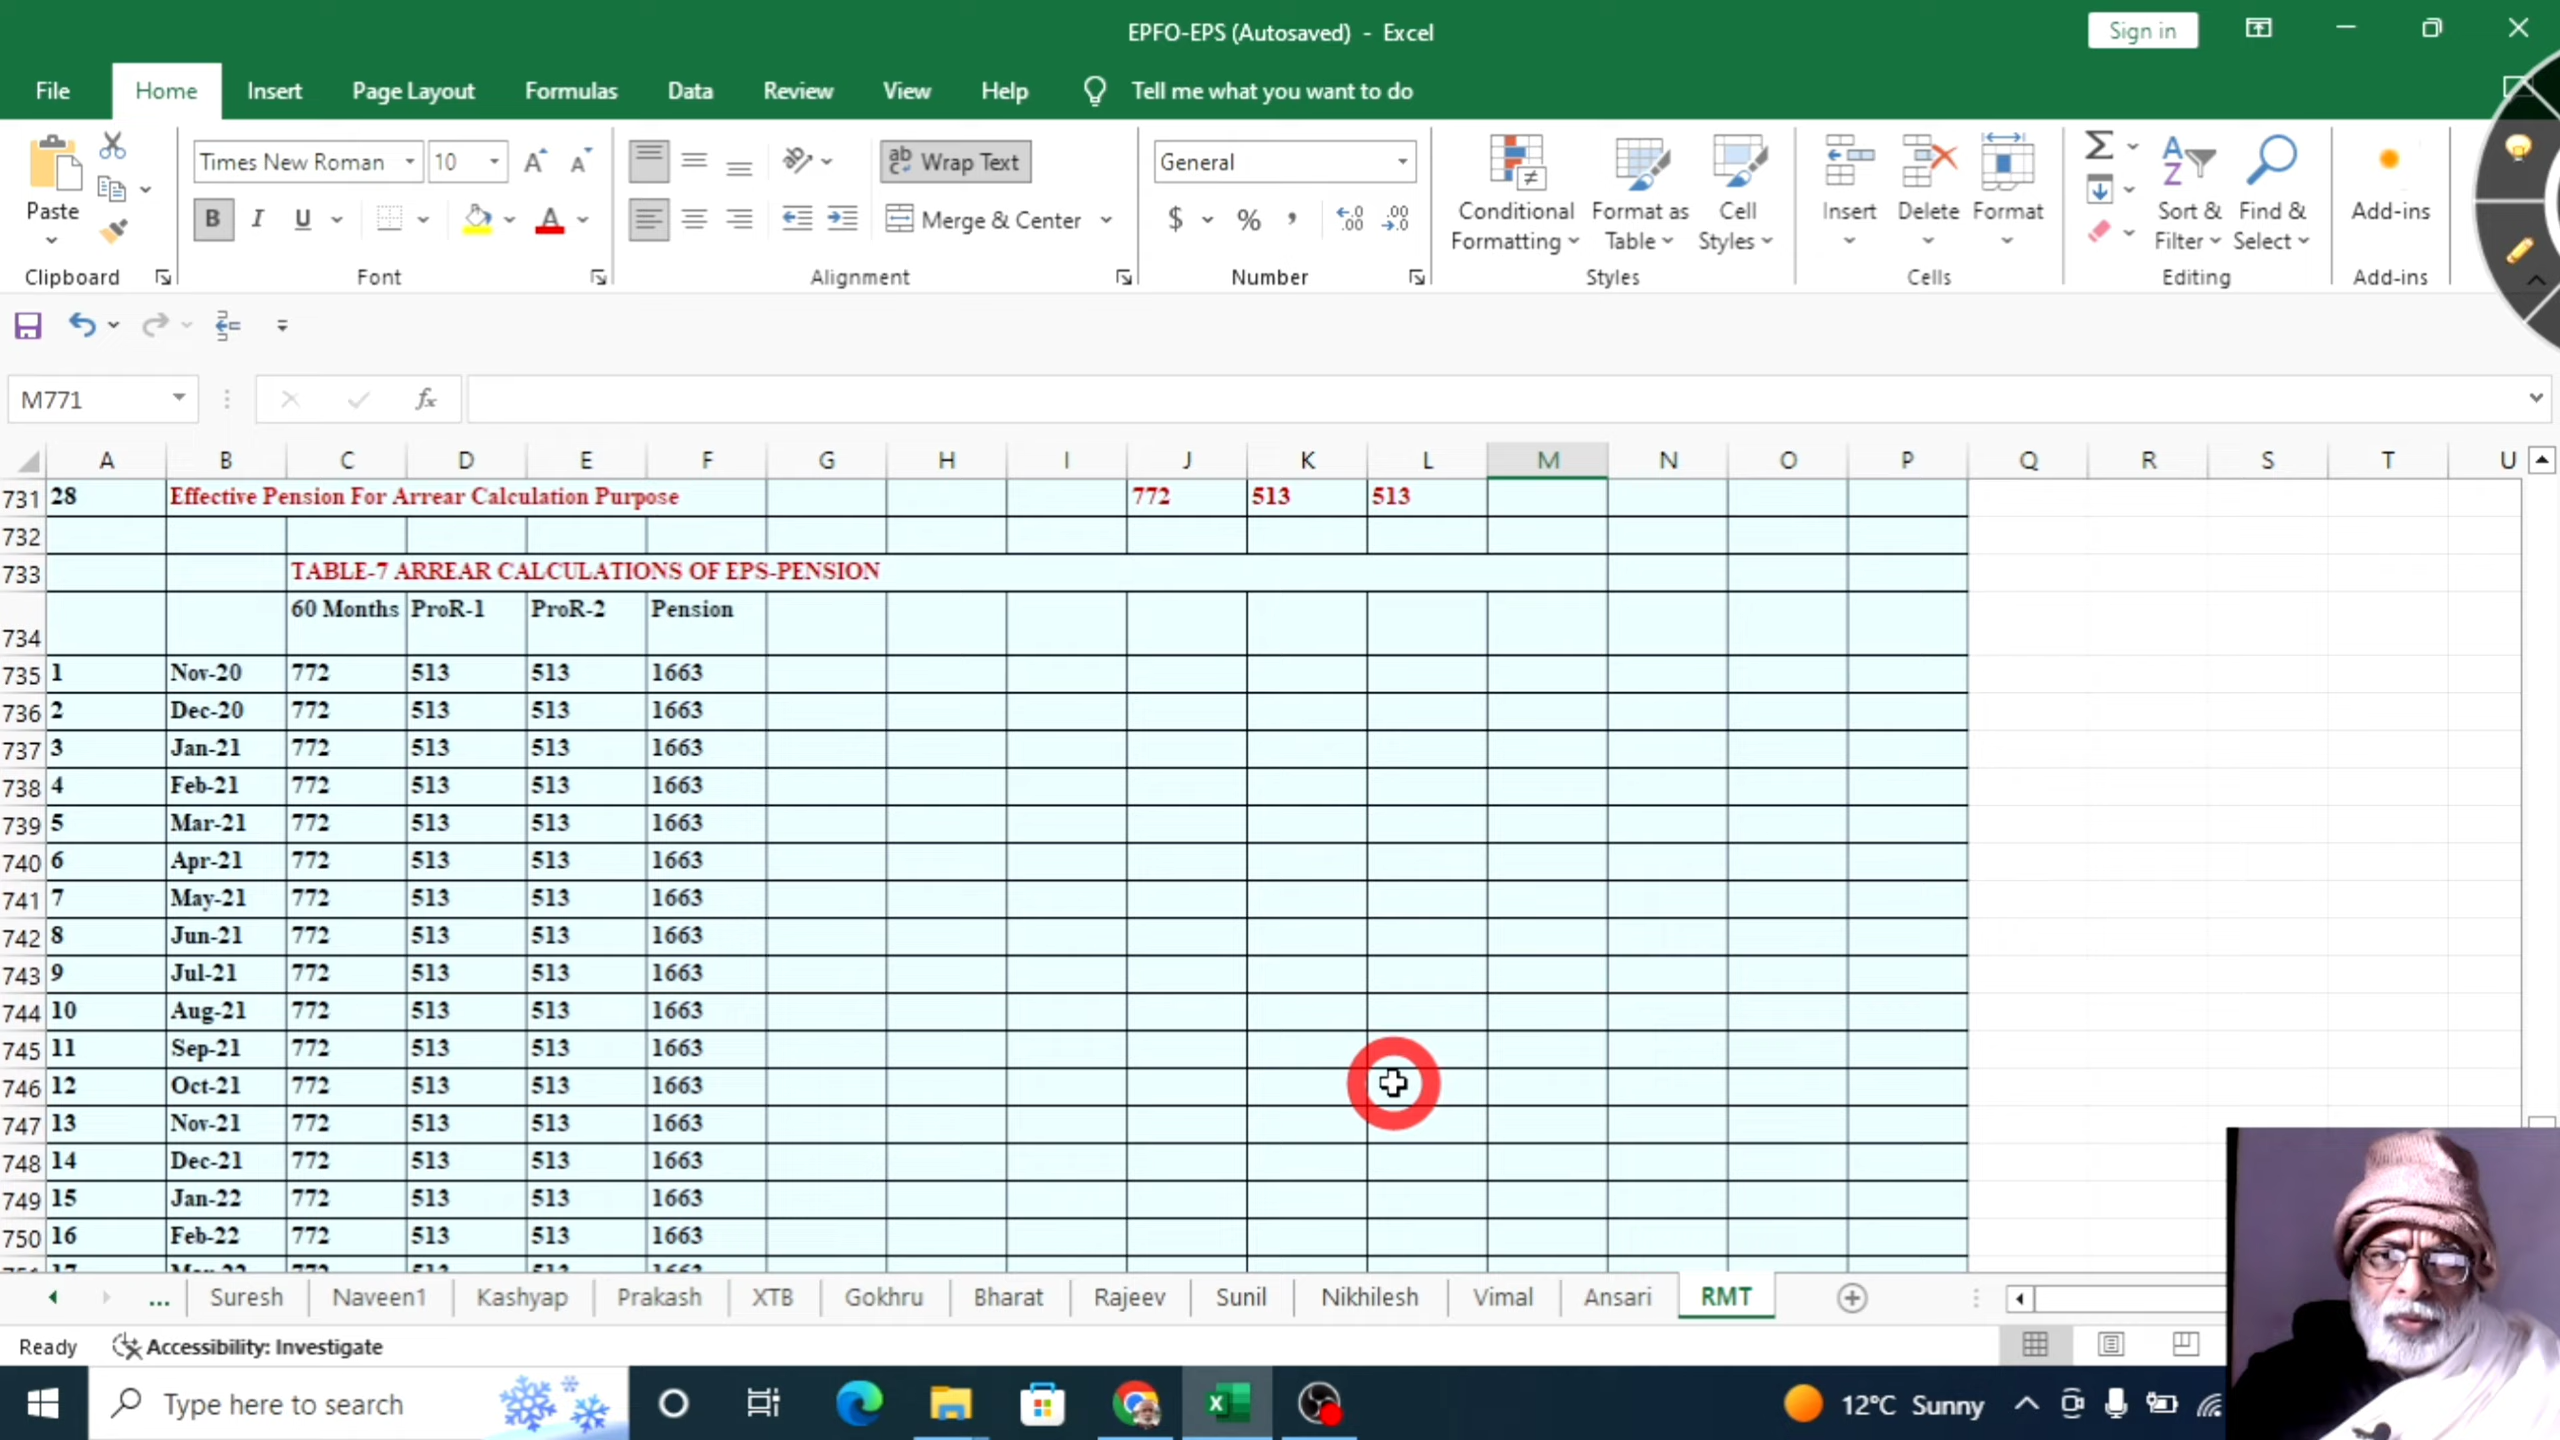 EPFO-EPS (Autosaved) - Excel
Sign in
File Home Insert Page Layout Formulas Data Review View Help Tell me what you want to do
Paste
Times New Roman 10
Wrap Text
Merge & Center
General
Conditional Formatting
Format as Table
Cell Styles
Insert
Delete
Format
Sort & Filter
Find & Select
Add-ins
Clipboard Font Alignment Number Styles Cells Editing Add-ins
M771
fx
A B C D E F G H I J K L M N O P Q R S T U
731 28 Effective Pension For Arrear Calculation Purpose 772 513 513
732
733 TABLE-7 ARREAR CALCULATIONS OF EPS-PENSION
734 60 Months ProR-1 ProR-2 Pension
735 1 Nov-20 772 513 513 1663
736 2 Dec-20 772 513 513 1663
737 3 Jan-21 772 513 513 1663
738 4 Feb-21 772 513 513 1663
739 5 Mar-21 772 513 513 1663
740 6 Apr-21 772 513 513 1663
741 7 May-21 772 513 513 1663
742 8 Jun-21 772 513 513 1663
743 9 Jul-21 772 513 513 1663
744 10 Aug-21 772 513 513 1663
745 11 Sep-21 772 513 513 1663
746 12 Oct-21 772 513 513 1663
747 13 Nov-21 772 513 513 1663
748 14 Dec-21 772 513 513 1663
749 15 Jan-22 772 513 513 1663
750 16 Feb-22 772 513 513 1663
... Suresh Naveen1 Kashyap Prakash XTB Gokhru Bharat Rajeev Sunil Nikhilesh Vimal Ansari RMT
Ready Accessibility: Investigate
Type here to search
12°C Sunny